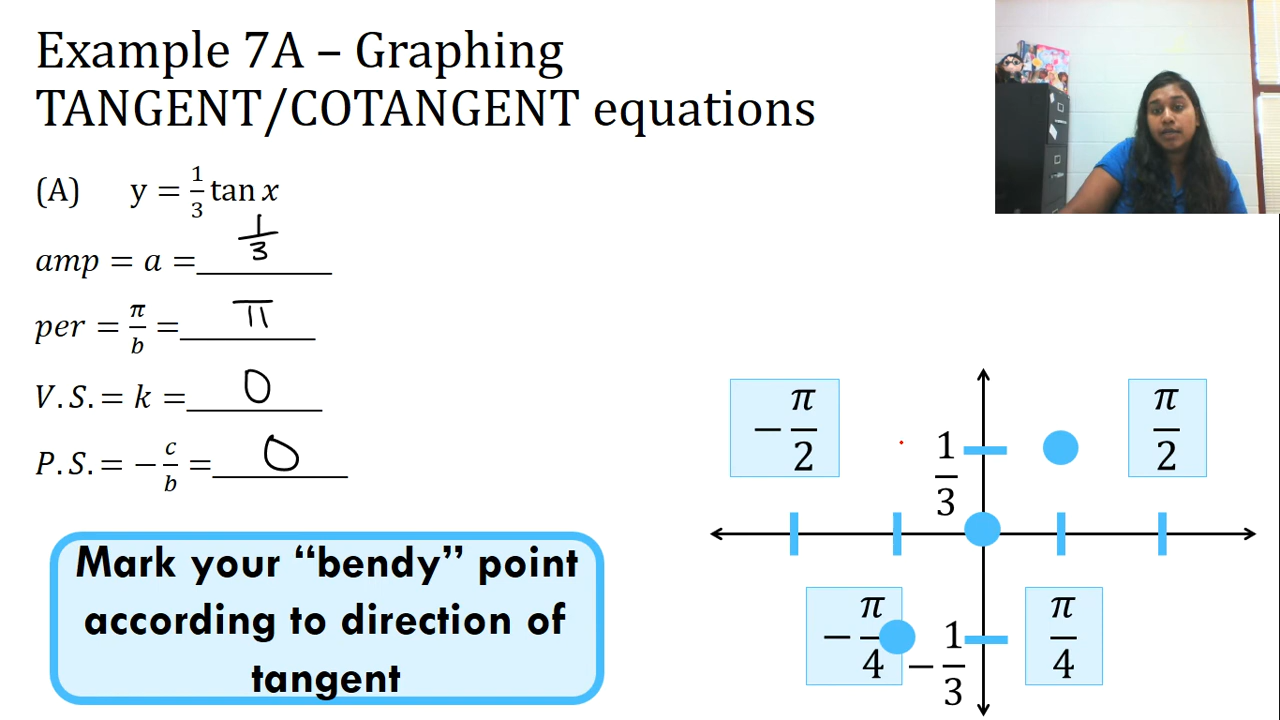 Example 7A – Graphing
TANGENT/COTANGENT equations
(A) y = 1/3 tan x
amp = a = 1/3
per = π/b = π
V.S. = k = 0
P.S. = −c/b = 0
Mark your “bendy” point
according to direction of
tangent
−π/2
1/3
π/2
−π/4
−1/3
π/4